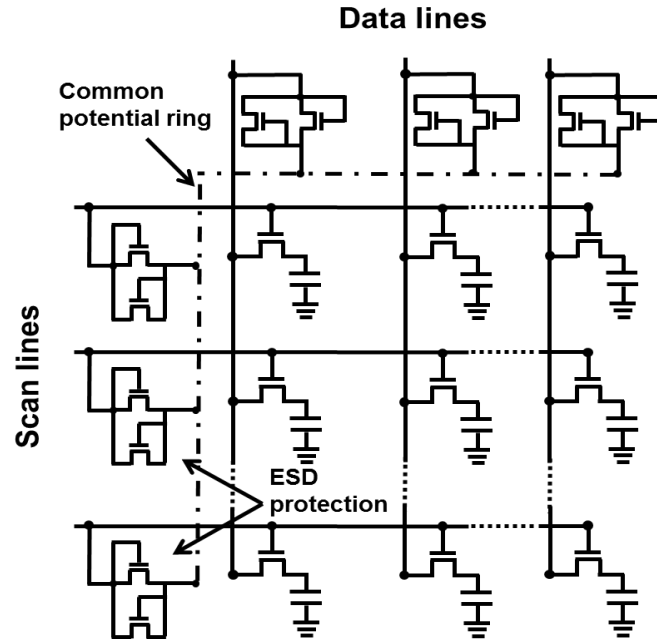 Data lines
Common
potential ring
Scan lines
ESD
protection